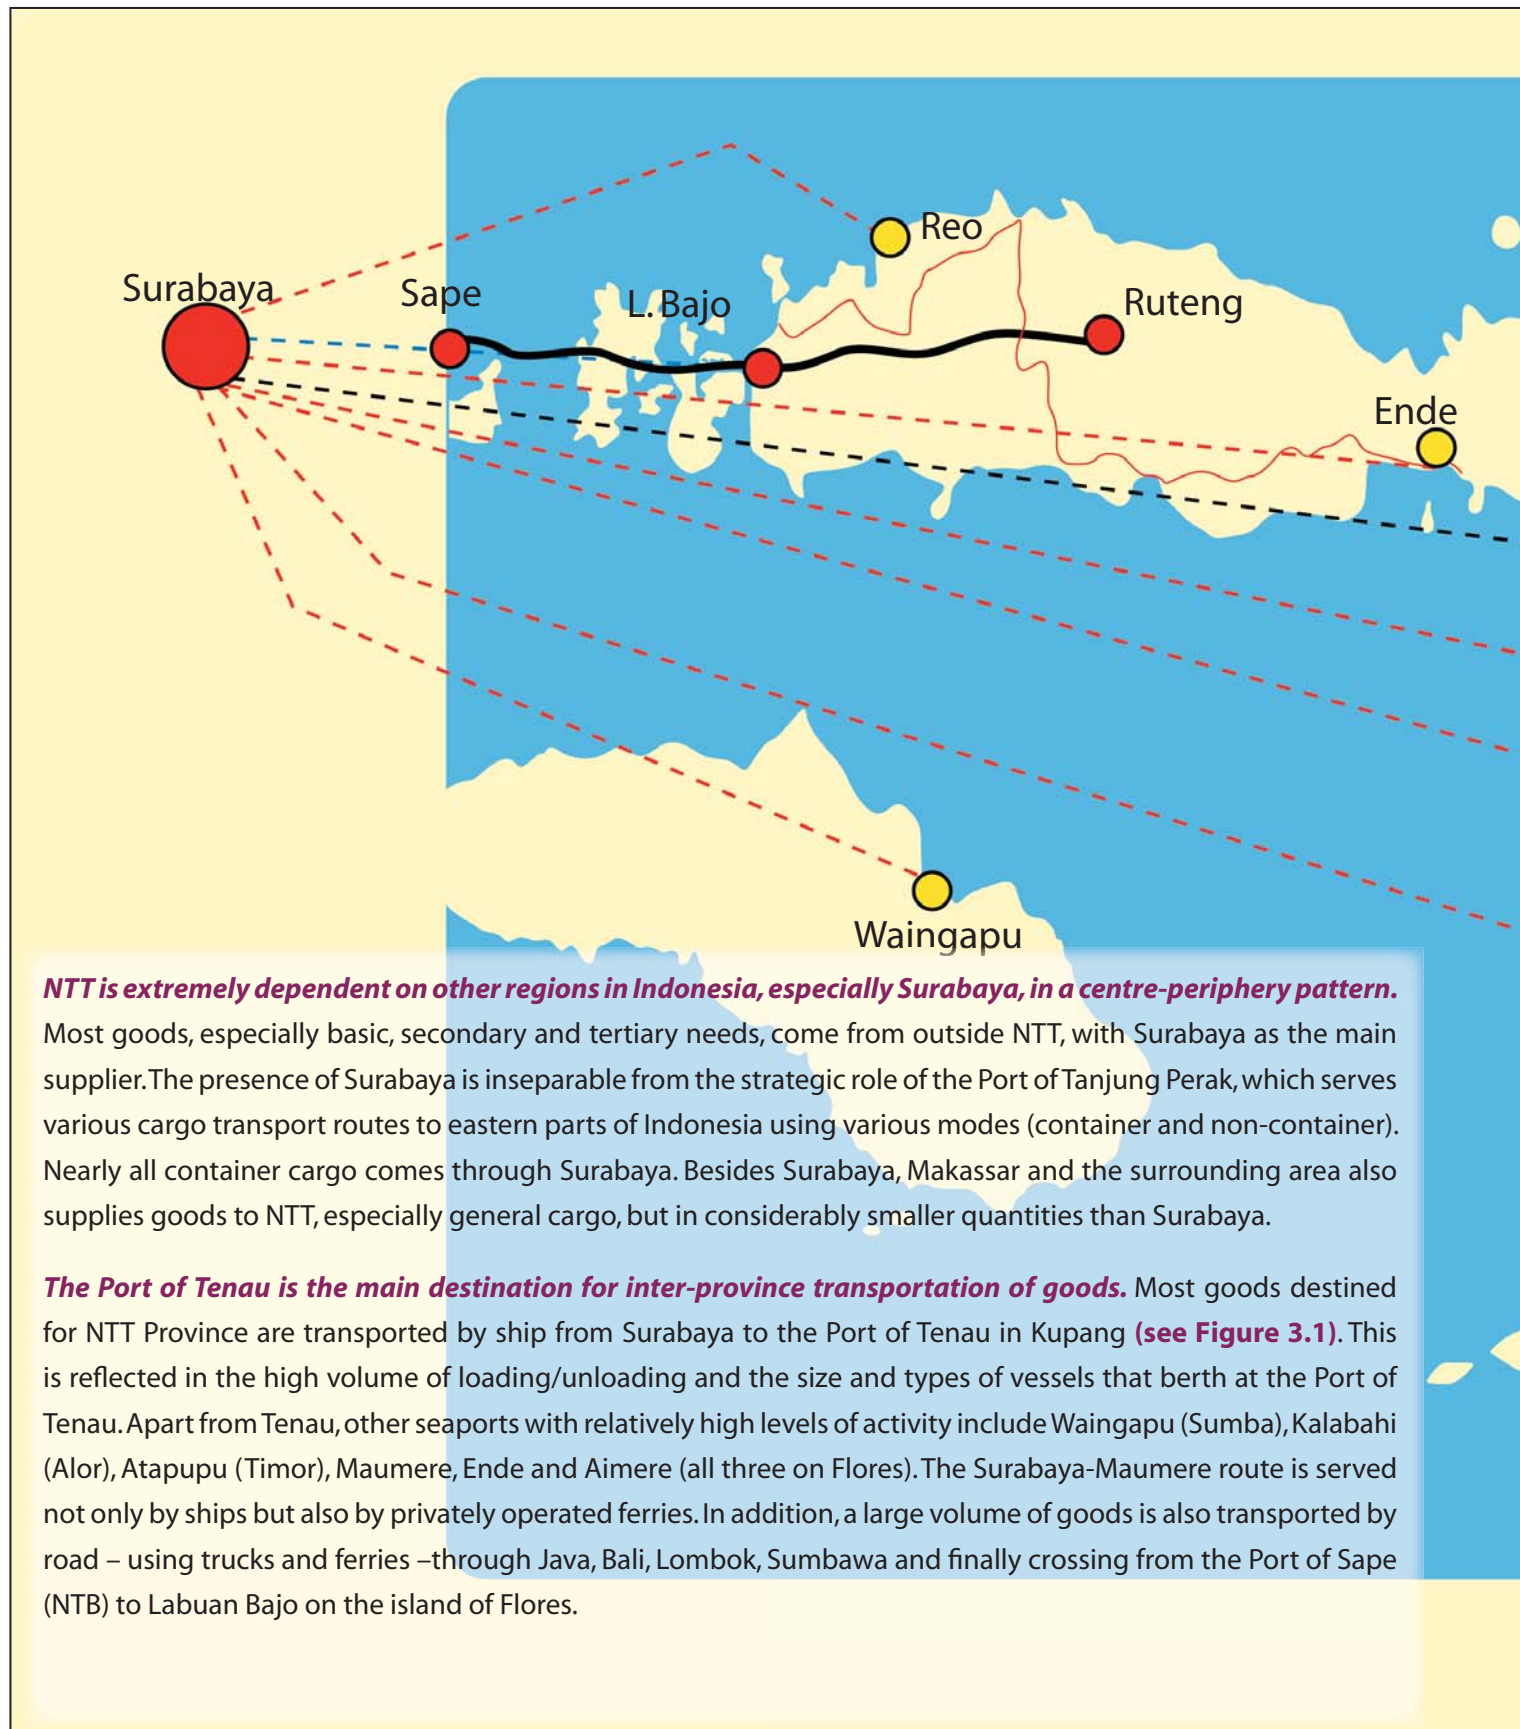 Reo
Surabaya
Sape
L. Bajo
Ruteng
Ende
Waingapu
NTT is extremely dependent on other regions in Indonesia, especially Surabaya, in a centre-periphery pattern.
Most goods, especially basic, secondary and tertiary needs, come from outside NTT, with Surabaya as the main
supplier. The presence of Surabaya is inseparable from the strategic role of the Port of Tanjung Perak, which serves
various cargo transport routes to eastern parts of Indonesia using various modes (container and non-container).
Nearly all container cargo comes through Surabaya. Besides Surabaya, Makassar and the surrounding area also
supplies goods to NTT, especially general cargo, but in considerably smaller quantities than Surabaya.
The Port of Tenau is the main destination for inter-province transportation of goods. Most goods destined
for NTT Province are transported by ship from Surabaya to the Port of Tenau in Kupang (see Figure 3.1). This
is reflected in the high volume of loading/unloading and the size and types of vessels that berth at the Port of
Tenau. Apart from Tenau, other seaports with relatively high levels of activity include Waingapu (Sumba), Kalabahi
(Alor), Atapupu (Timor), Maumere, Ende and Aimere (all three on Flores). The Surabaya-Maumere route is served
not only by ships but also by privately operated ferries. In addition, a large volume of goods is also transported by
road – using trucks and ferries –through Java, Bali, Lombok, Sumbawa and finally crossing from the Port of Sape
(NTB) to Labuan Bajo on the island of Flores.